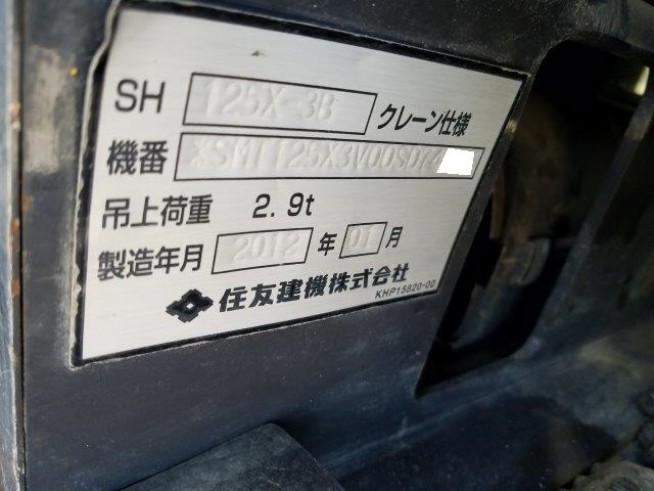 SH 125X-3B クレーン仕様
機番 XSM1125X3V00S07
吊上荷重 2.9t
製造年月 2012 年 01 月
住友建機株式会社
KHP15820-00